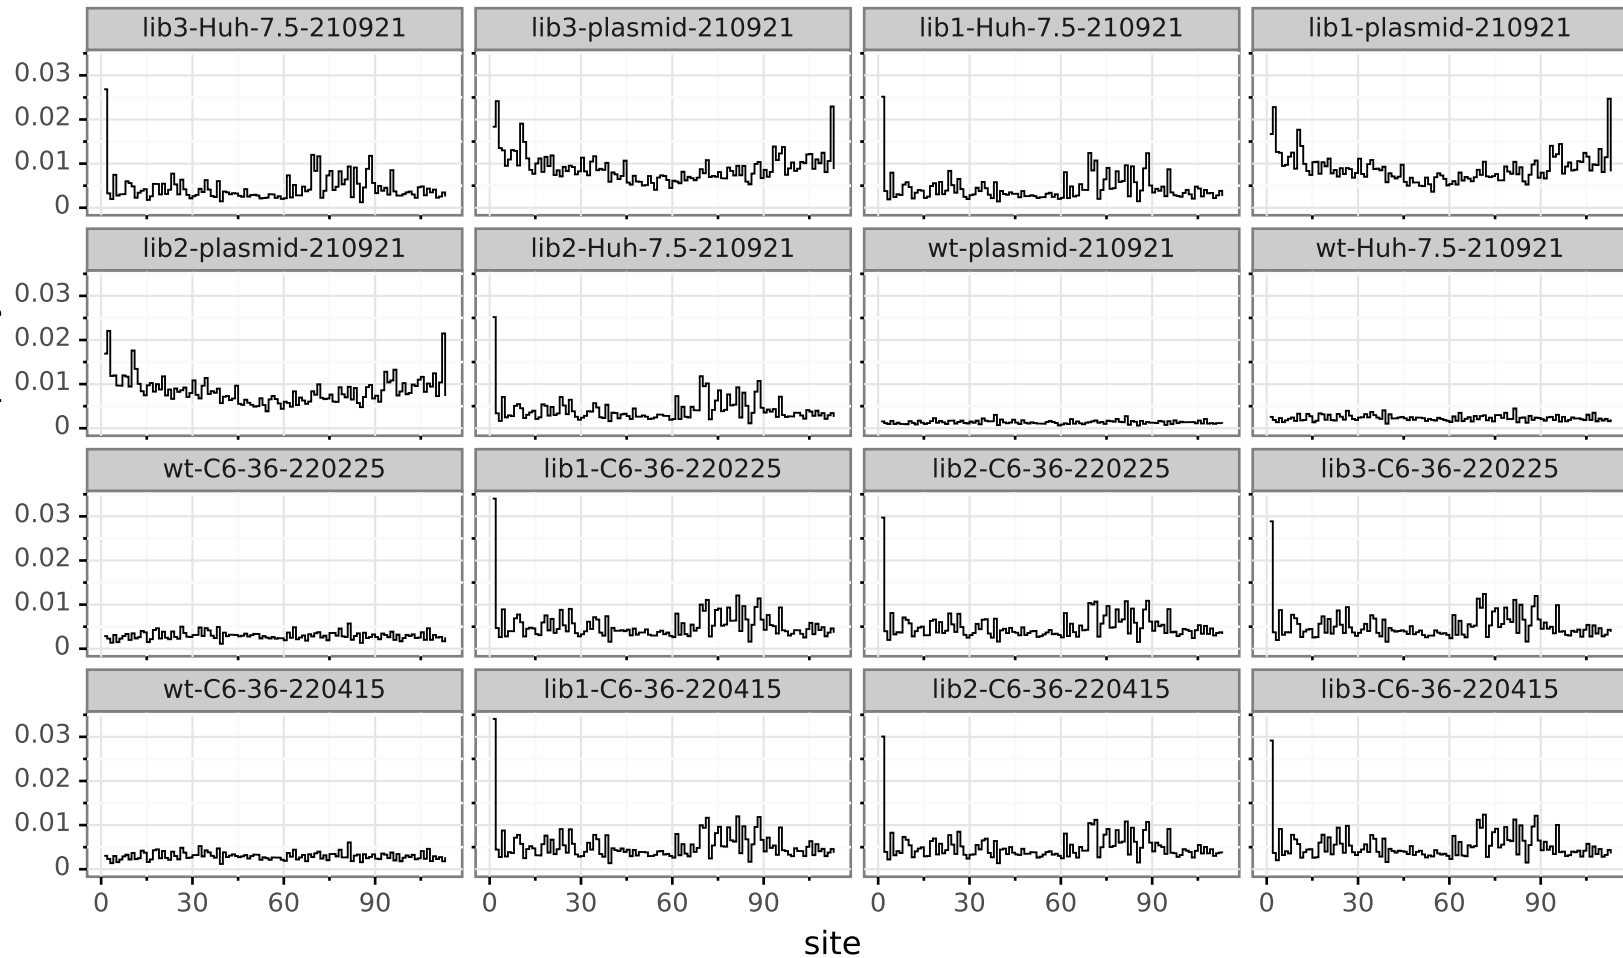 lib3-Huh-7.5-210921 lib3-plasmid-210921 lib1-Huh-7.5-210921 lib1-plasmid-210921
0.03
0.02
0.01
0
lib2-plasmid-210921 lib2-Huh-7.5-210921 wt-plasmid-210921 wt-Huh-7.5-210921
0.03
0.02
0.01
0
wt-C6-36-220225 lib1-C6-36-220225 lib2-C6-36-220225 lib3-C6-36-220225
0.03
0.02
0.01
0
wt-C6-36-220415 lib1-C6-36-220415 lib2-C6-36-220415 lib3-C6-36-220415
0.03
0.02
0.01
0
0 30 60 90 0 30 60 90 0 30 60 90 0 30 60 90
site